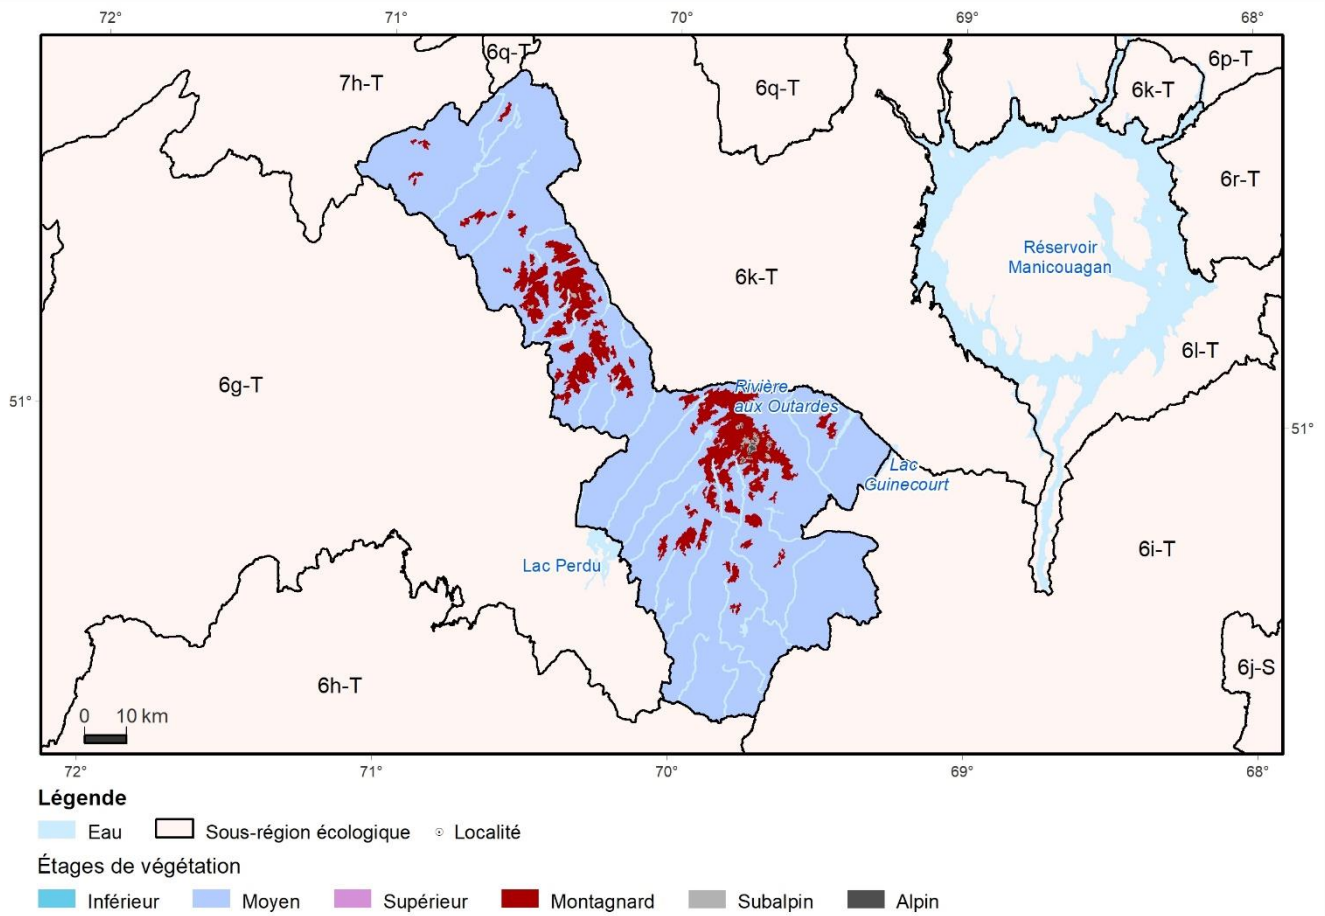 72° 71° 70° 69° 68°
6q-T
6p-T
7h-T
6q-T
6k-T
6r-T
Réservoir
Manicouagan
6k-T
6l-T
6g-T
Rivière
aux Outardes
51°
51°
Lac
Guinecourt
6i-T
Lac Perdu
6j-S
6h-T
0 10 km
72° 71° 70° 69° 68°
Légende
Eau Sous-région écologique Localité
Étages de végétation
Inférieur Moyen Supérieur Montagnard Subalpin Alpin